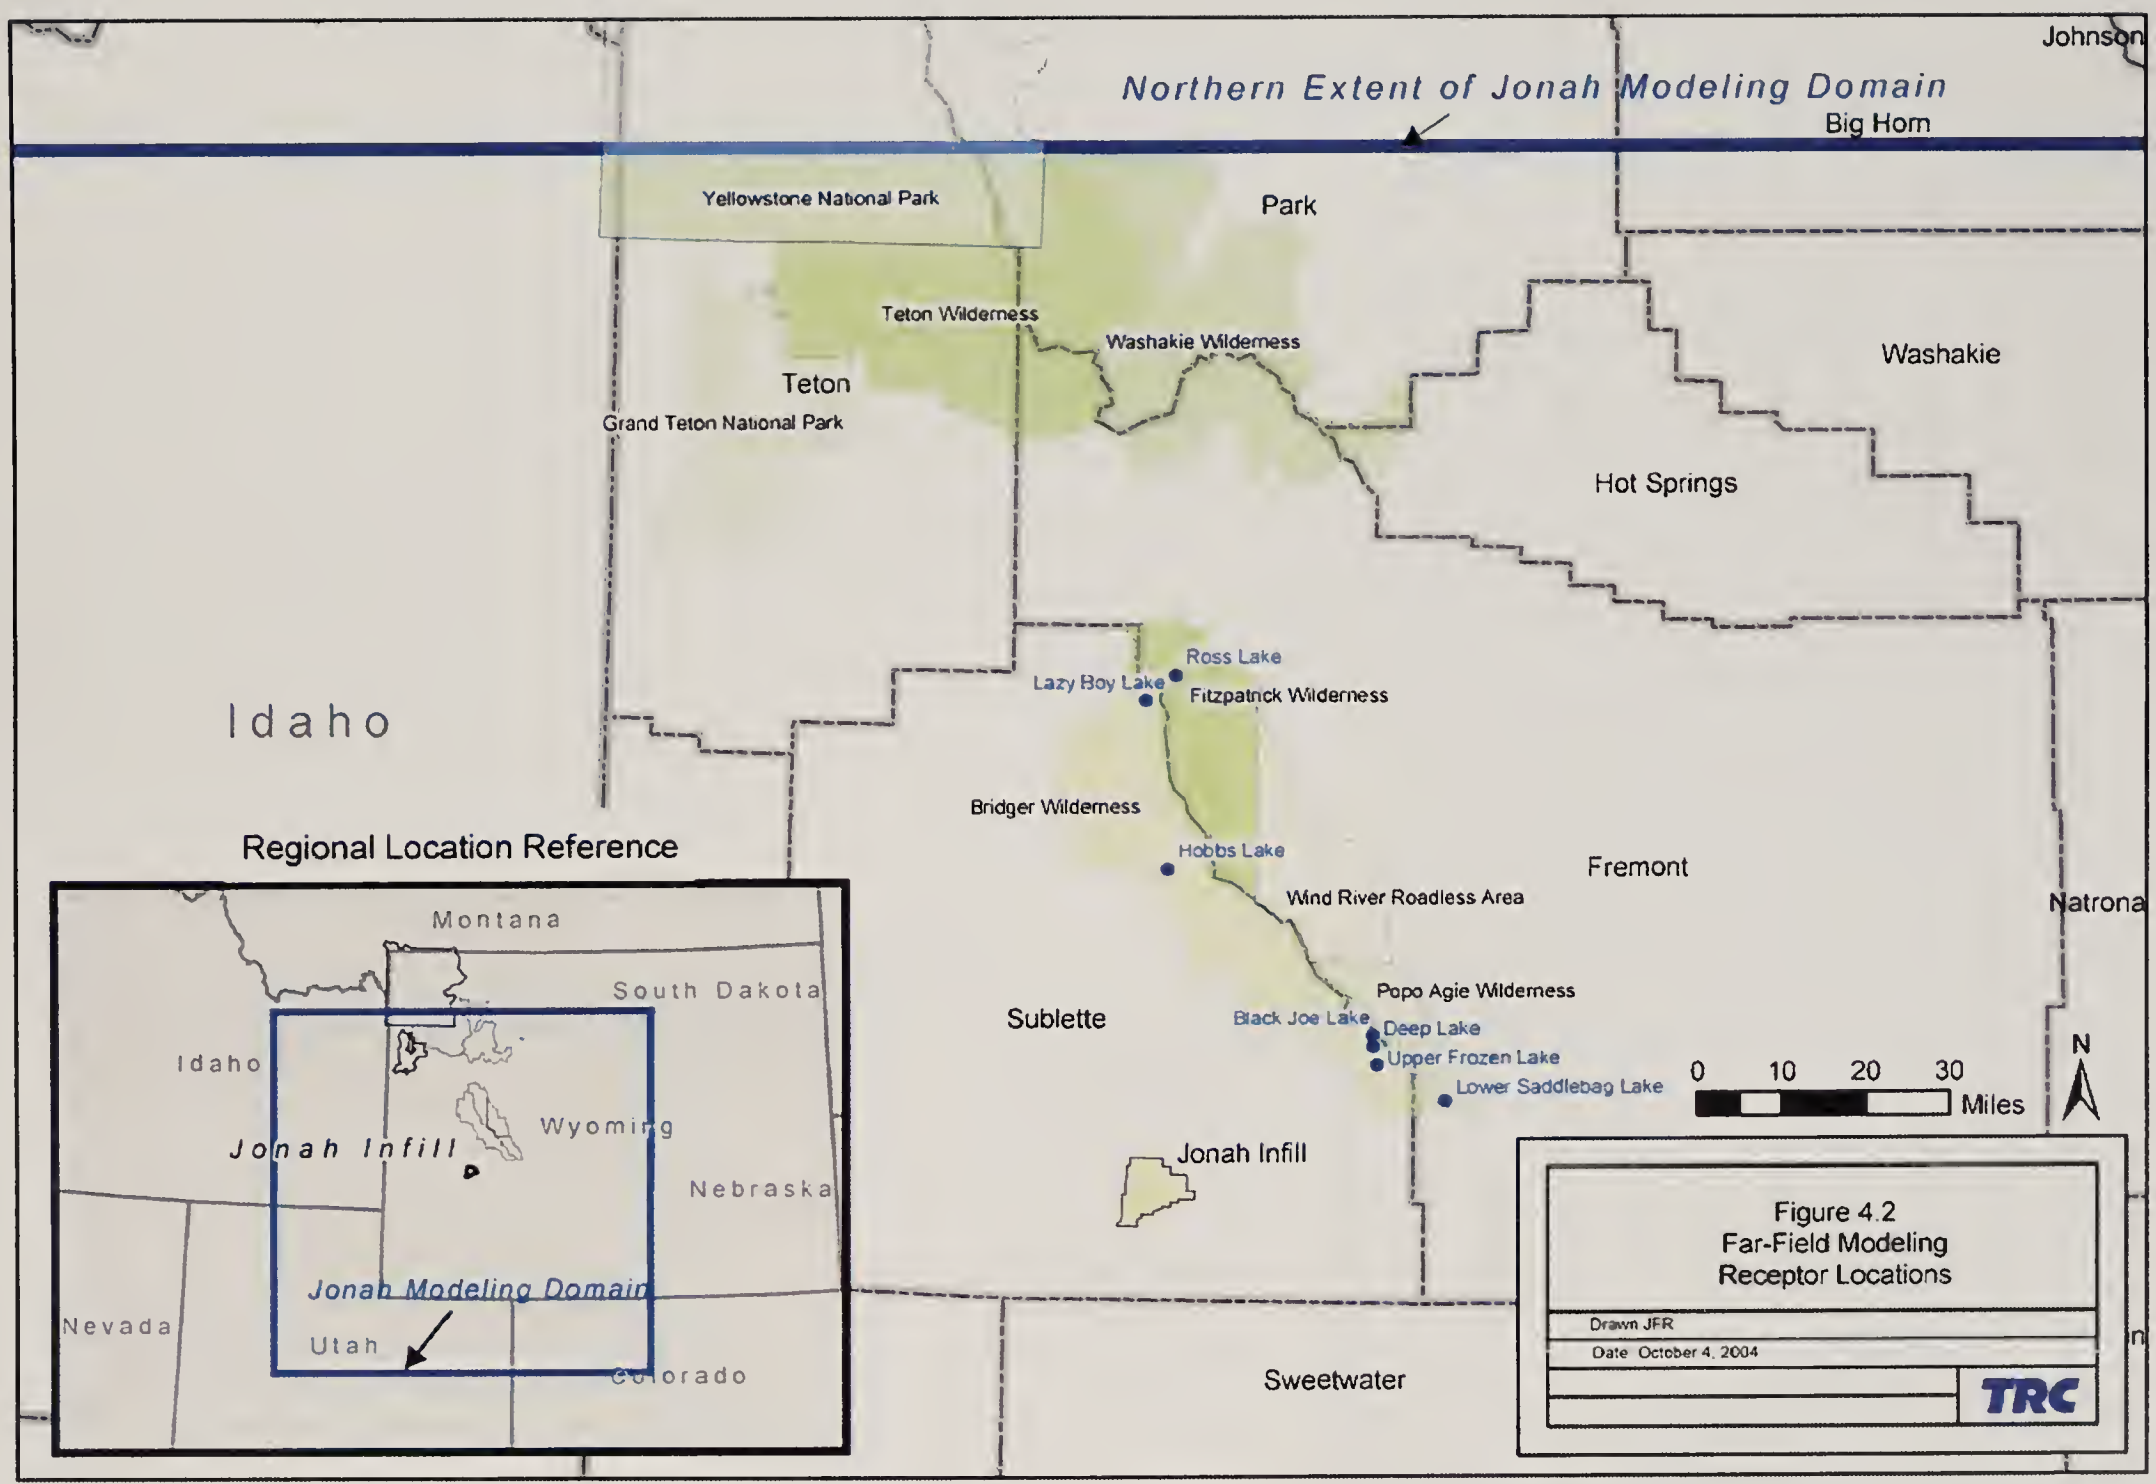 Johnson
Northern Extent of Jonah Modeling Domain
Big Horn
Yellowstone National Park
Park
Teton Wilderness
Washakie Wilderness
Washakie
Teton
Grand Teton National Park
Hot Springs
Ross Lake
Lazy Boy Lake
Fitzpatrick Wilderness
Idaho
Bridger Wilderness
Hobbs Lake
Fremont
Wind River Roadless Area
Natrona
Popo Agie Wilderness
Sublette
Black Joe Lake
Deep Lake
Upper Frozen Lake
Lower Saddlebag Lake
Jonah Infill
Sweetwater
N
0 10 20 30
Miles
Regional Location Reference
Montana
South Dakota
Idaho
Wyoming
Jonah Infill
Nebraska
Jonah Modeling Domain
Nevada
Utah
Colorado
Figure 4.2
Far-Field Modeling
Receptor Locations
Drawn JFR
Date October 4, 2004
TRC
n